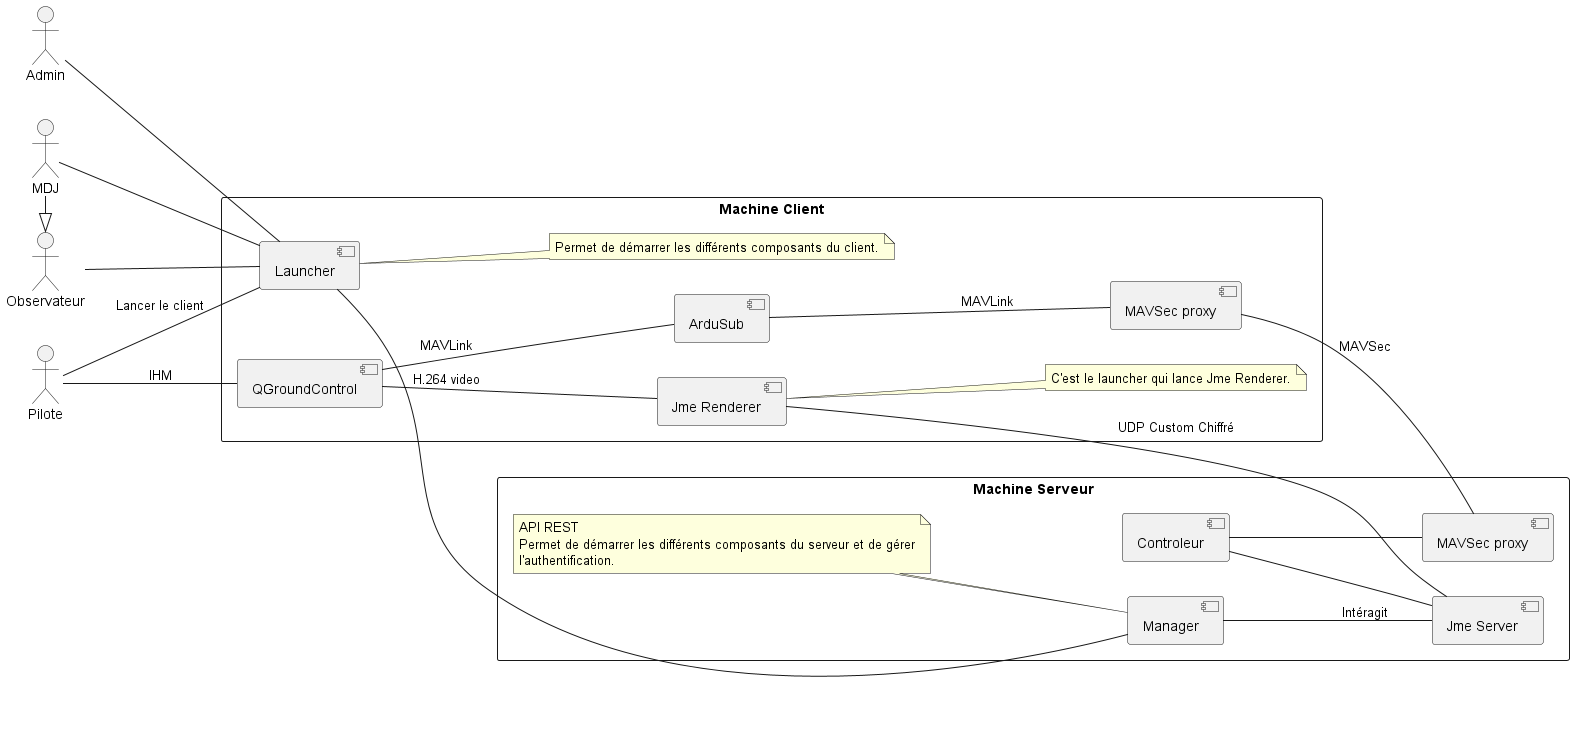 Admin
MDJ
Observateur
Pilote
Lancer le client
IHM
Machine Client
Launcher
Permet de démarrer les différents composants du client.
QGroundControl
MAVLink
H.264 video
ArduSub
Jme Renderer
MAVLink
MAVSec proxy
C'est le launcher qui lance Jme Renderer.
MAVSec
UDP Custom Chiffré
Machine Serveur
API REST
Permet de démarrer les différents composants du serveur et de gérer
l'authentification.
Controleur
MAVSec proxy
Manager
Intéragit
Jme Server